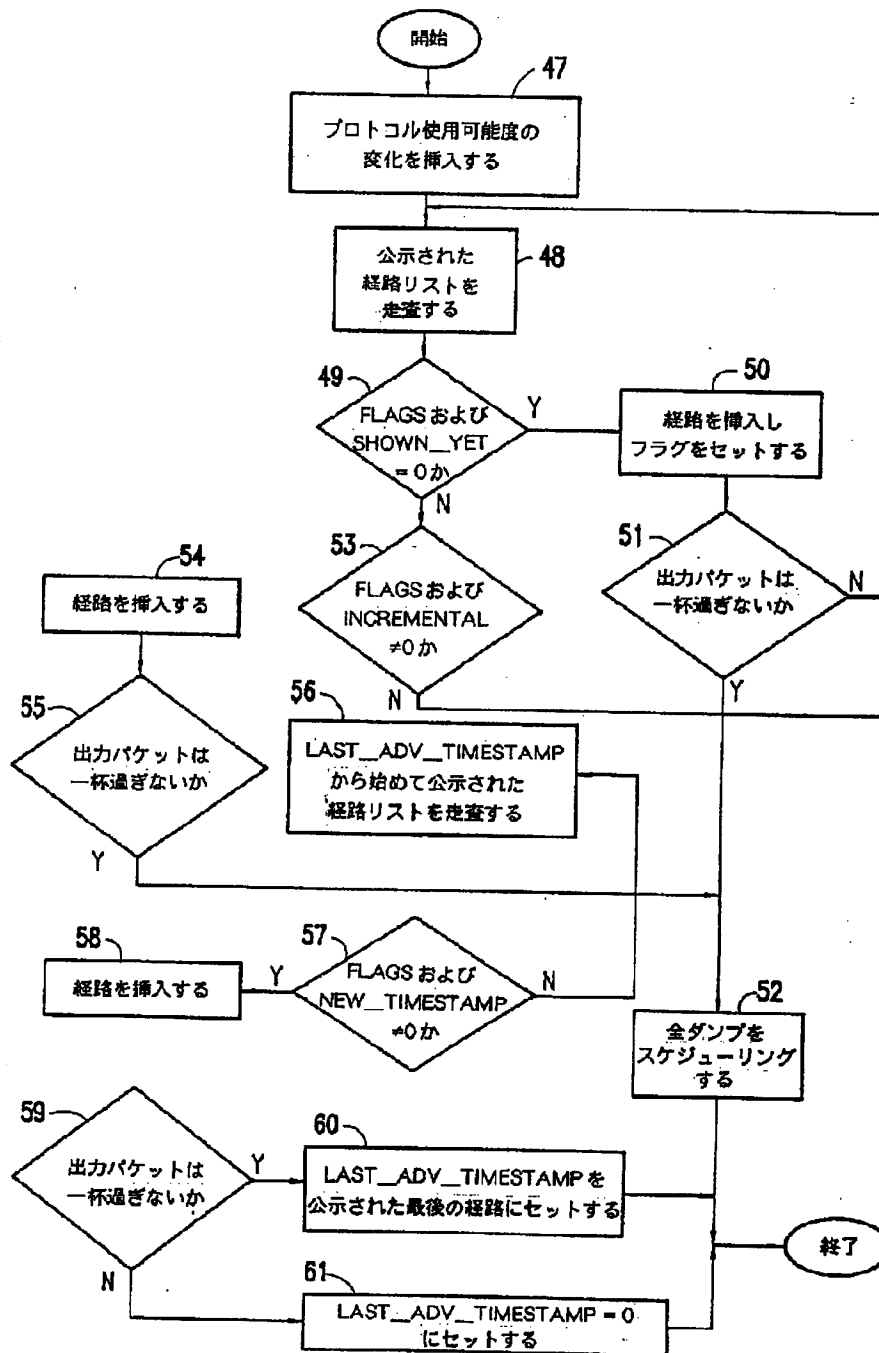 開始
47
プロトコル使用可能度の
変化を挿入する
48
公示された
経路リストを
走査する
49
FLAGSおよび
SHOWN__YET
=0か
Y
N
50
経路を挿入し
フラグをセットする
51
出力パケットは
一杯過ぎないか
N
Y
53
FLAGSおよび
INCREMENTAL
≠0か
N
54
経路を挿入する
55
出力パケットは
一杯過ぎないか
Y
56
LAST__ADV__TIMESTAMP
から始めて公示された
経路リストを走査する
57
FLAGSおよび
NEW__TIMESTAMP
≠0か
Y
N
58
経路を挿入する
52
全ダンプを
スケジューリング
する
59
出力パケットは
一杯過ぎないか
Y
N
60
LAST__ADV__TIMESTAMPを
公示された最後の経路にセットする
61
LAST__ADV__TIMESTAMP=0
にセットする
終了